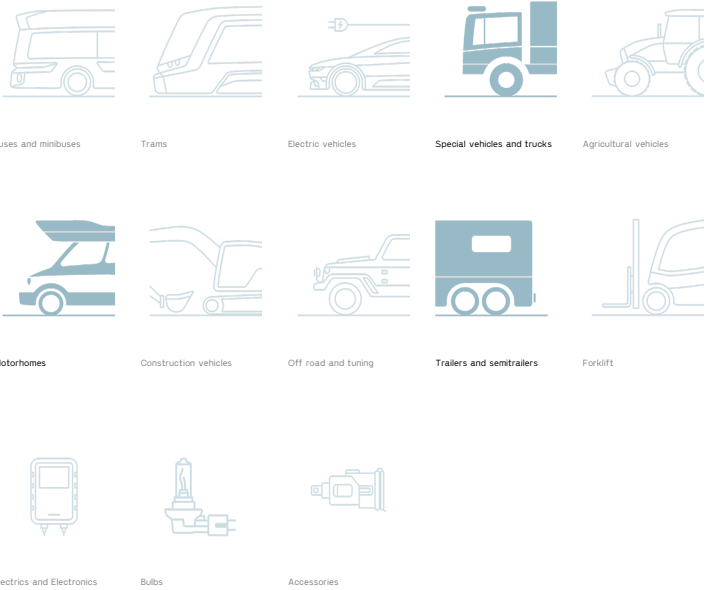 uses and minibuses
Trams
Electric vehicles
Special vehicles and trucks
Agricultural vehicles
otorhomes
Construction vehicles
Off road and tuning
Trailers and semitrailers
Forklift
ectrics and Electronics
Bulbs
Accessories